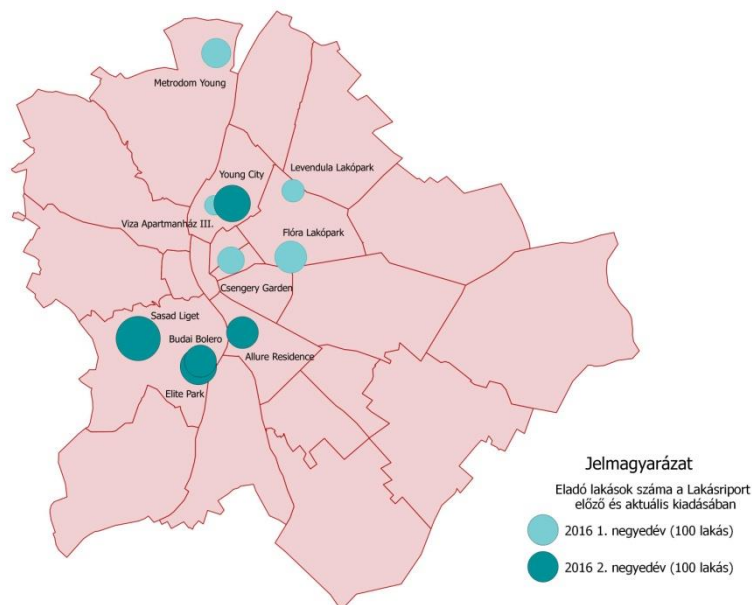 Metrodom Young
Levendula Lakópark
Young City
Viza Apartmanház III.
Flóra Lakópark
Csengery Garden
Sasad Liget
Budai Bolero
Allure Residence
Elite Park
Jelmagyarázat
Eladó lakások száma a Lakásriport
előző és aktuális kiadásában
2016 1. negyedév (100 lakás)
2016 2. negyedév (100 lakás)